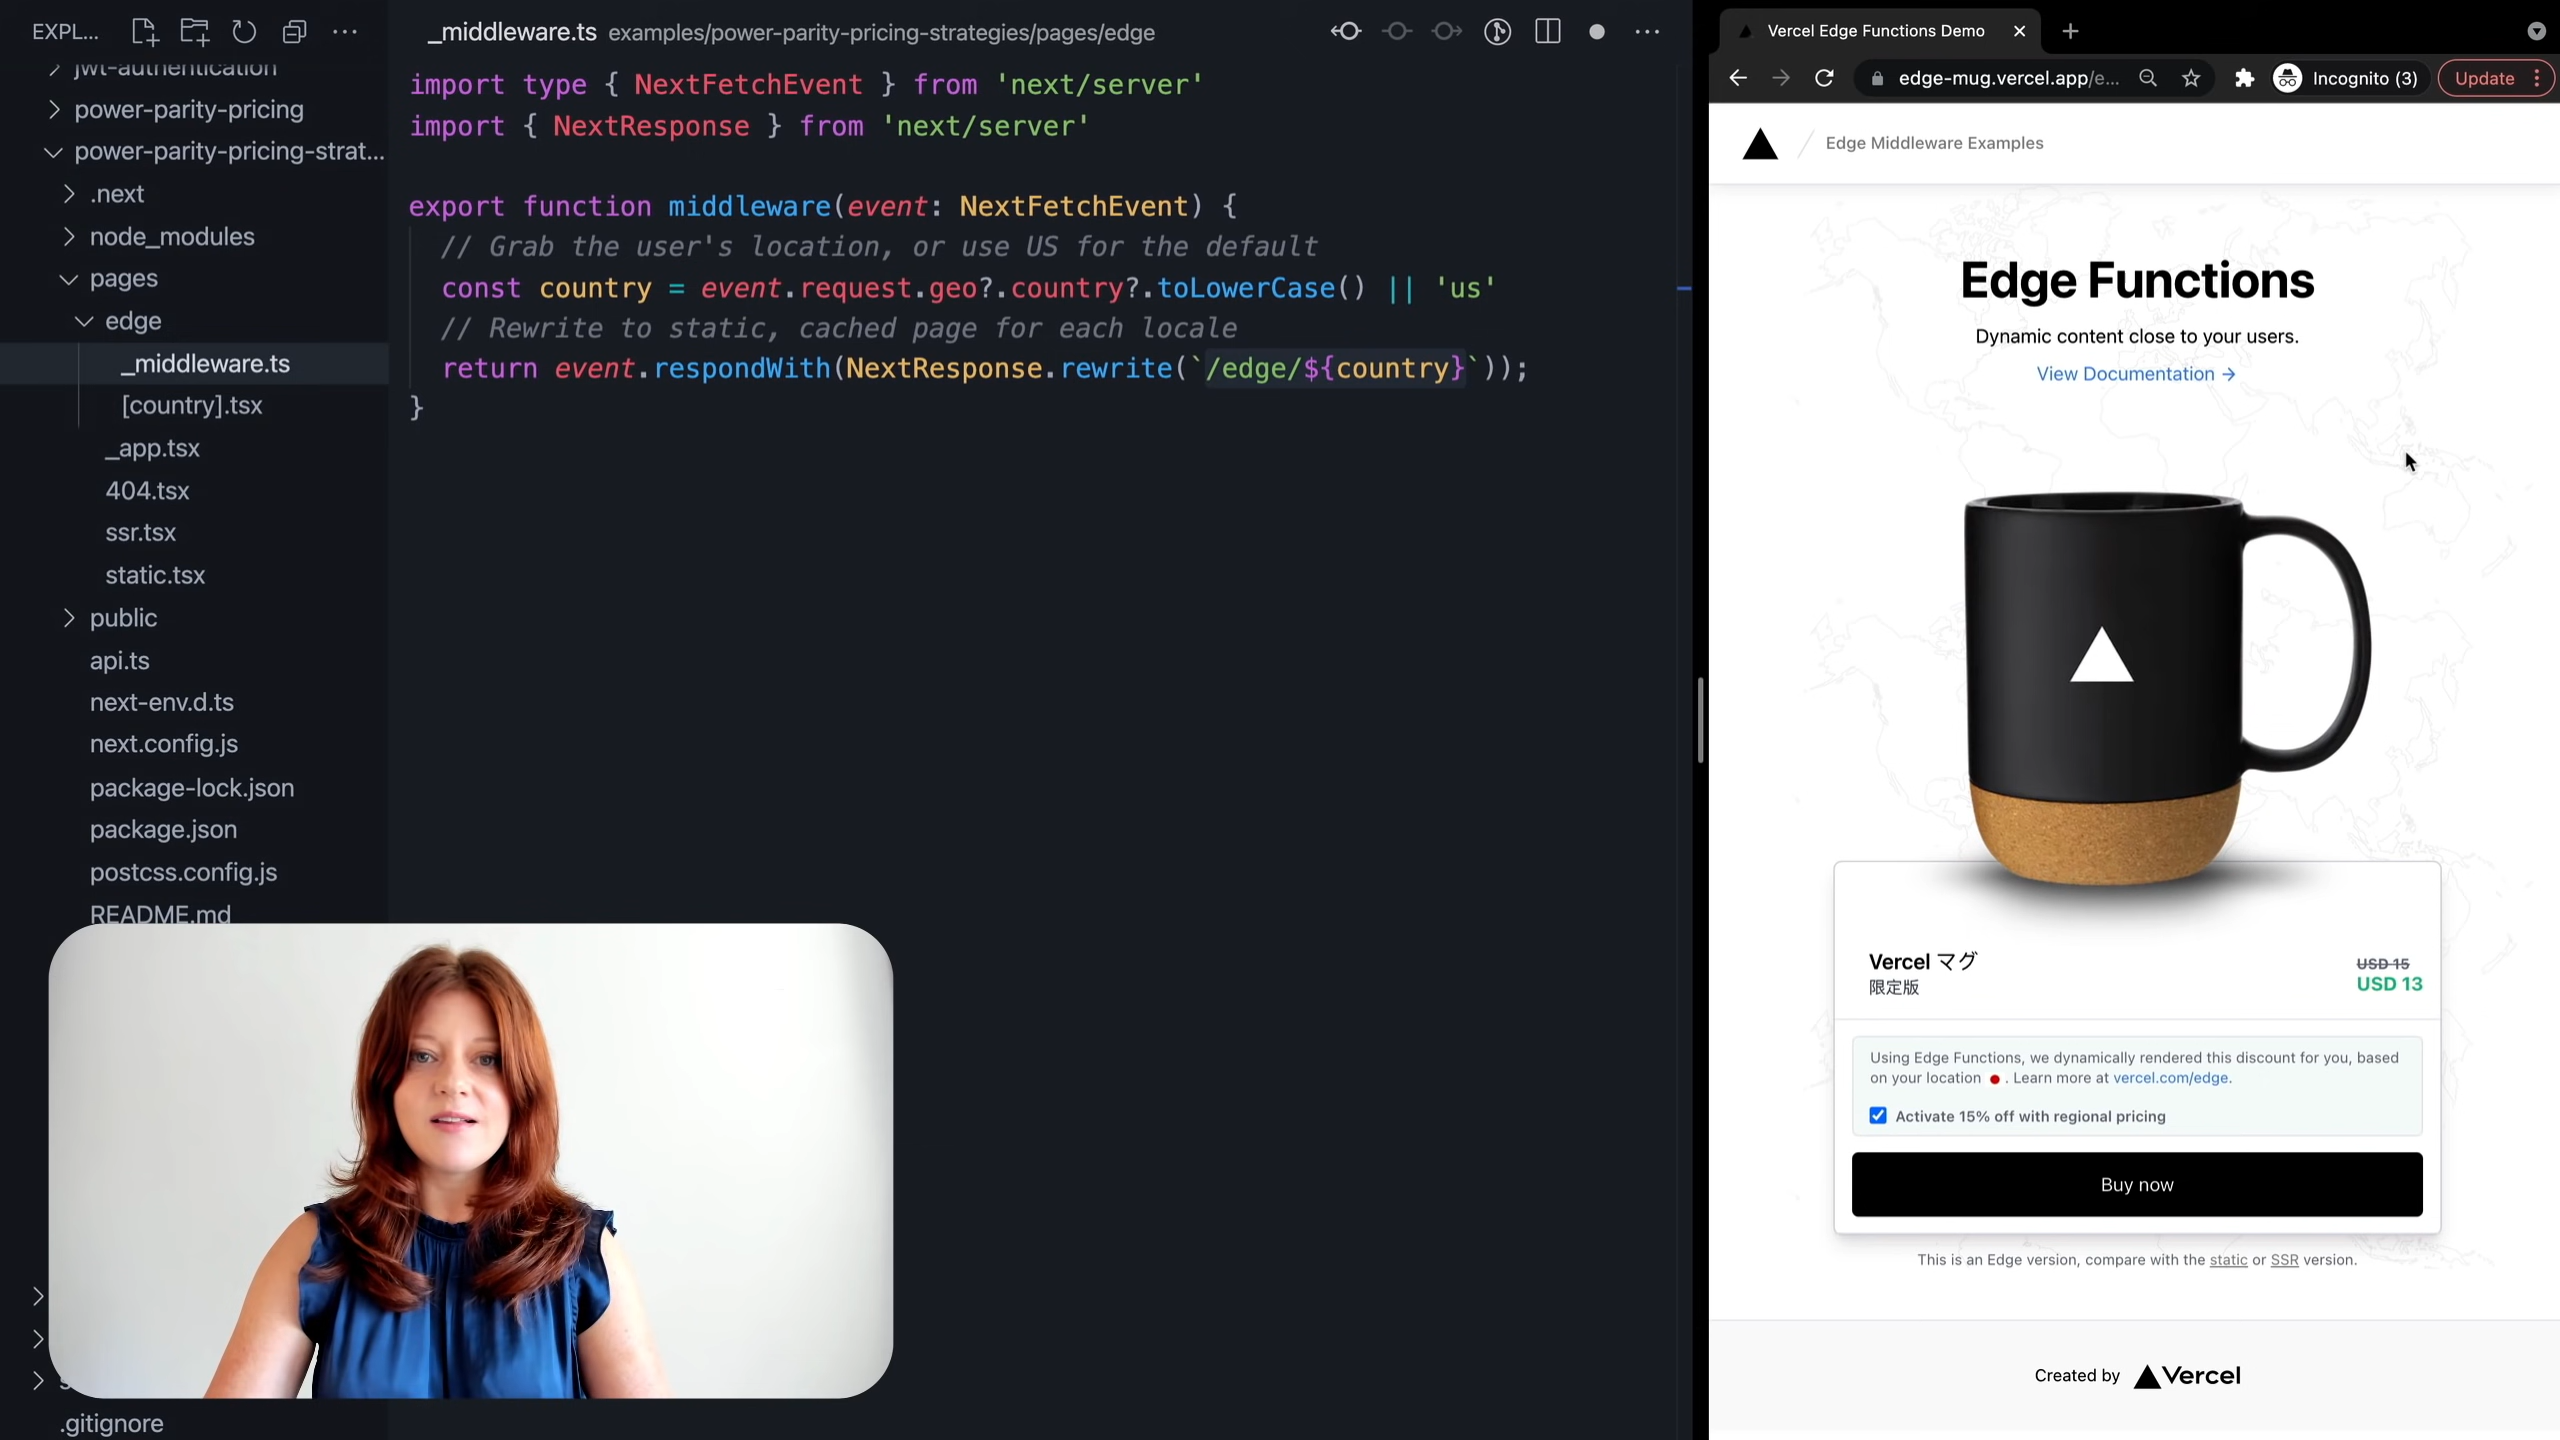 EXPL...
jwt-authentication
power-parity-pricing
power-parity-pricing-strat...
.next
node_modules
pages
edge
_middleware.ts
[country].tsx
_app.tsx
404.tsx
ssr.tsx
static.tsx
public
api.ts
next-env.d.ts
next.config.js
package-lock.json
package.json
postcss.config.js
README.md
.gitignore
_middleware.ts examples/power-parity-pricing-strategies/pages/edge
import type { NextFetchEvent } from 'next/server'
import { NextResponse } from 'next/server'
export function middleware(event: NextFetchEvent) {
// Grab the user's location, or use US for the default
const country = event.request.geo?.country?.toLowerCase() || 'us'
// Rewrite to static, cached page for each locale
return event.respondWith(NextResponse.rewrite(`/edge/${country}`));
}
Vercel Edge Functions Demo
edge-mug.vercel.app/e...
Incognito (3)
Update
Edge Middleware Examples
Edge Functions
Dynamic content close to your users.
View Documentation →
Vercel マグ
限定版
USD 15
USD 13
Using Edge Functions, we dynamically rendered this discount for you, based
on your location . Learn more at vercel.com/edge.
Activate 15% off with regional pricing
Buy now
This is an Edge version, compare with the static or SSR version.
Created by Vercel